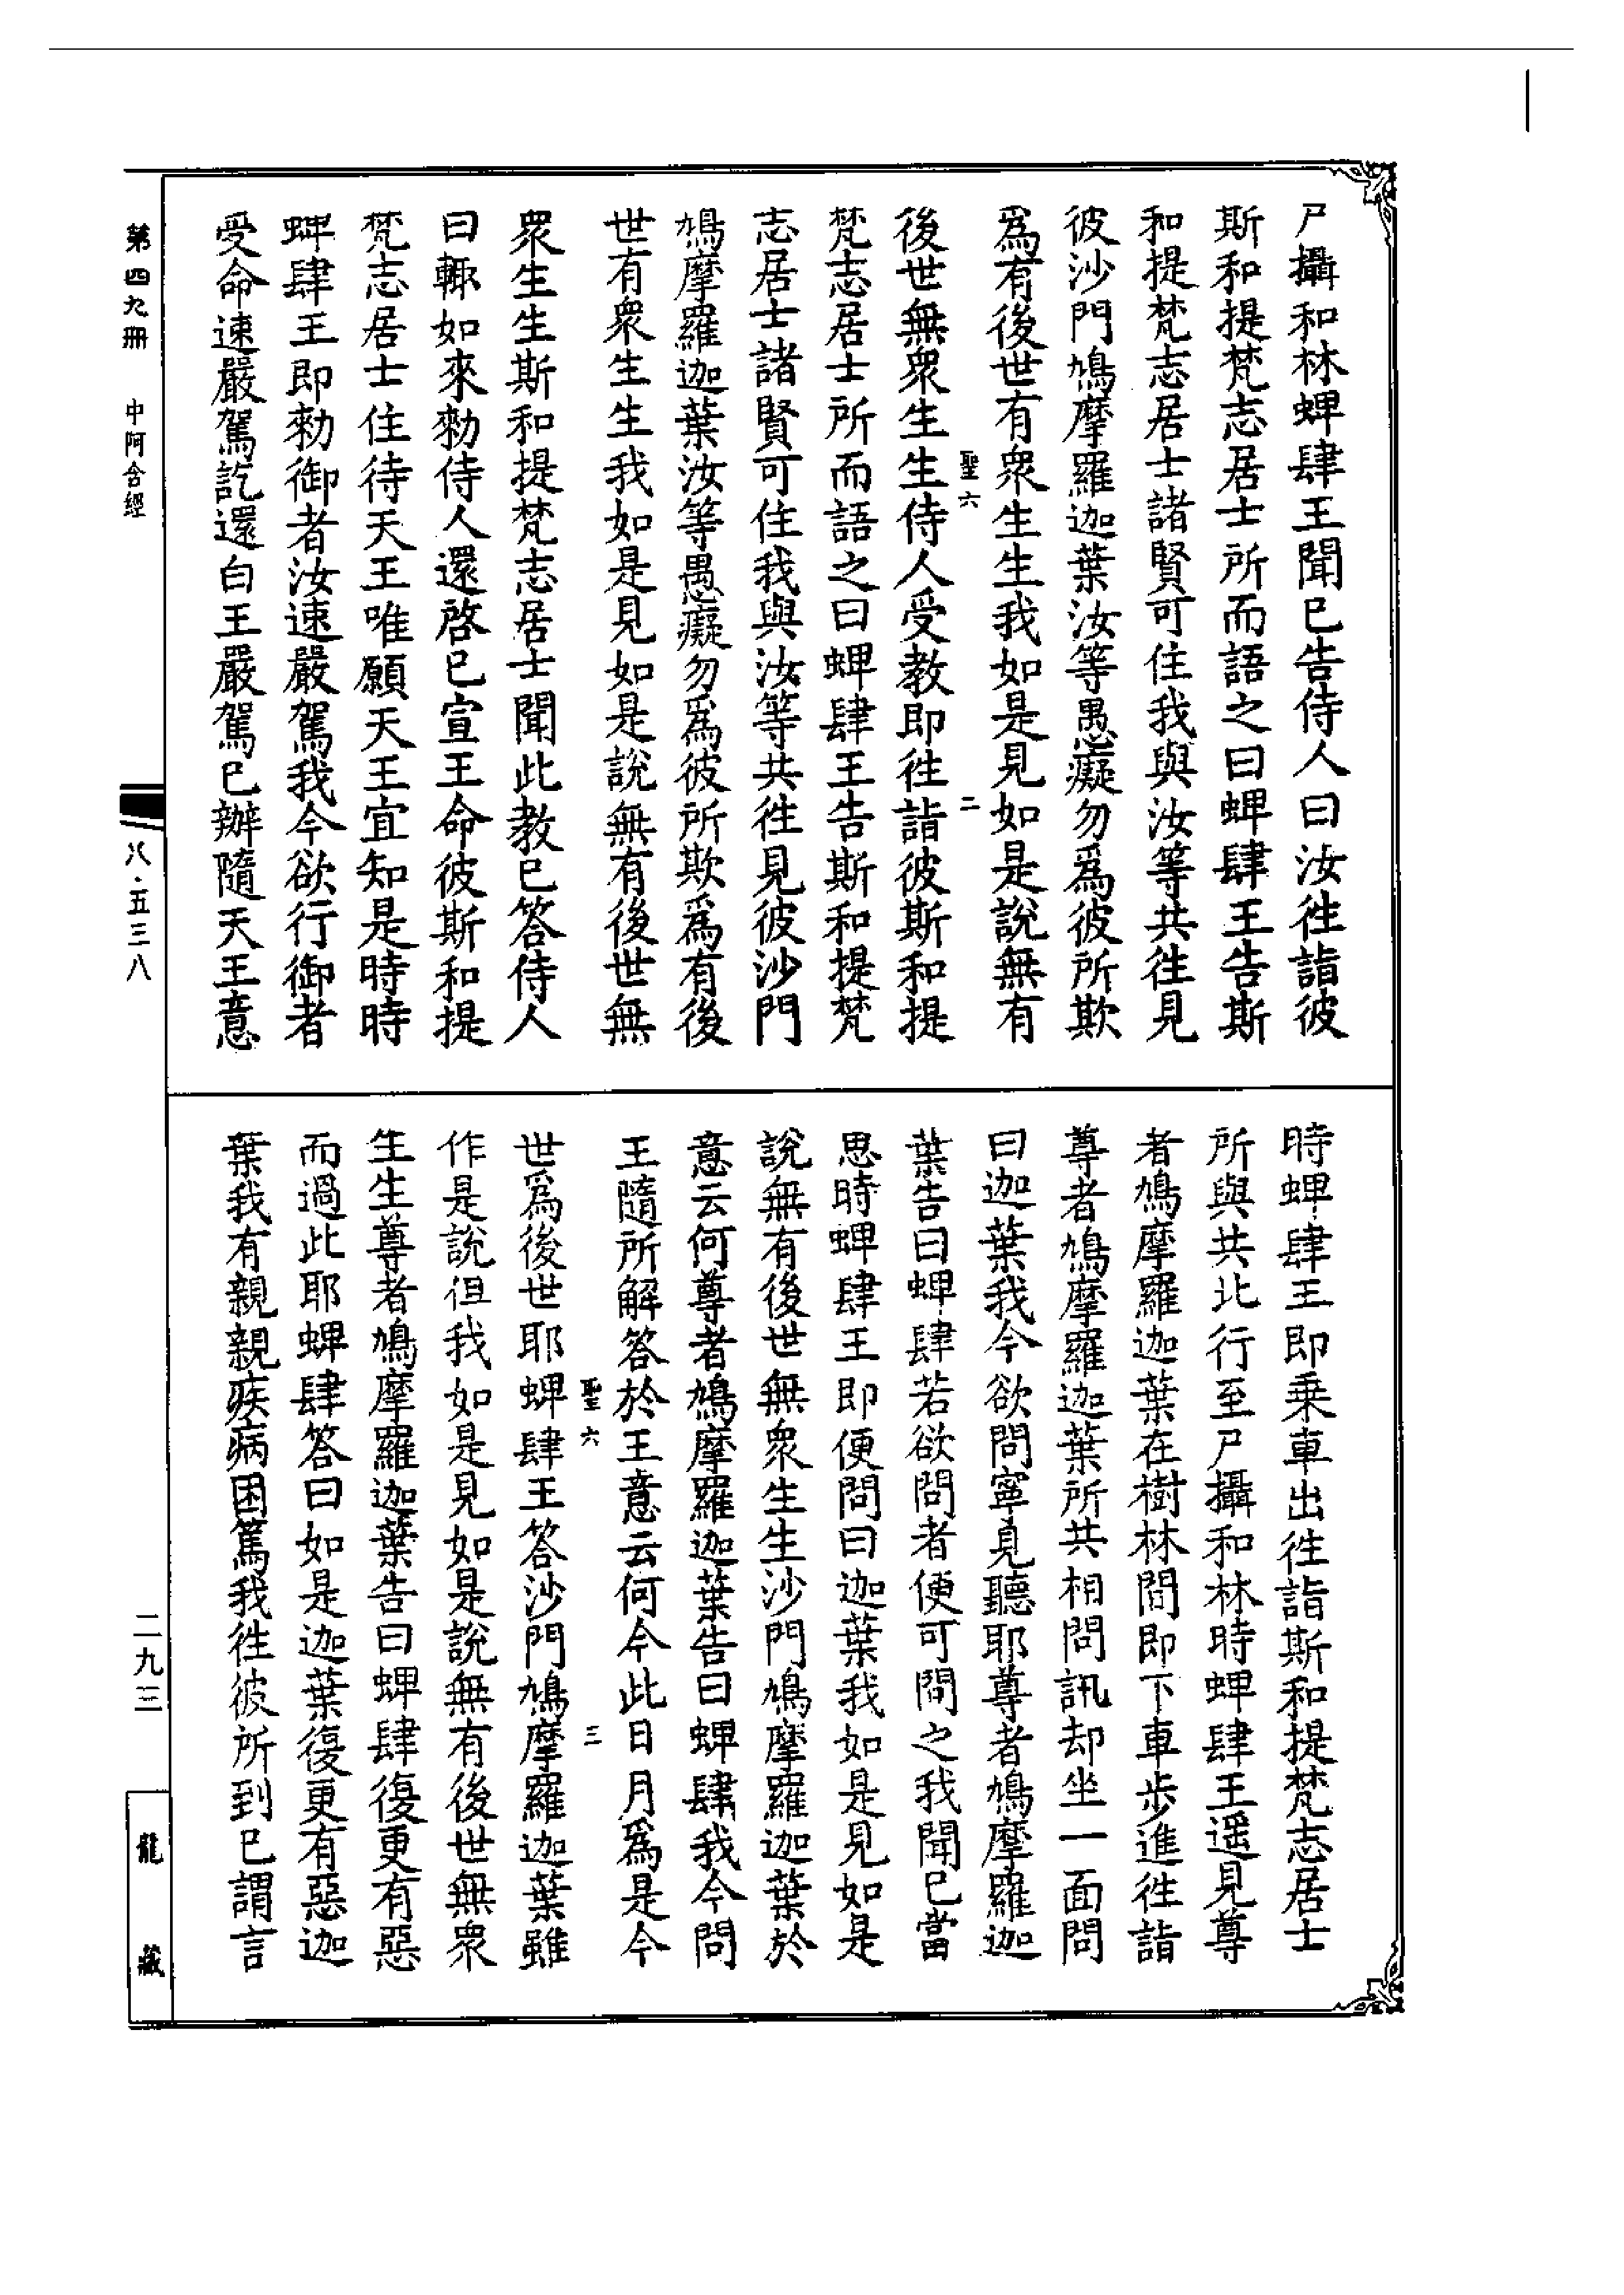 尸攝和林蜱肆王聞已告侍人曰汝徃詣彼
斯和提梵志居士所而語之曰蜱肆王告斯
和提梵志居士諸賢可住我與汝等共徃見
彼沙門鳩摩羅迦葉汝等愚癡勿爲彼所欺
爲有後世有衆生生我如是見如是說無有
聖六
二
後世無衆生生侍人受教即徃詣彼斯和提
梵志居士所而語之曰蜱肆王告斯和提梵
志居士諸賢可住我與汝等共徃見彼沙門
鳩摩羅迦葉汝等愚癡勿爲彼所欺爲有後
世有衆生生我如是見如是說無有後世無
衆生生斯和提梵志居士聞此教已答侍人
曰輙如來勑侍人還啓已宣王命彼斯和提
梵志居士住待天王唯願天王宜知是時時
蜱肆王即勑御者汝速嚴駕我今欲行御者
受命速嚴駕訖還白王嚴駕已辦隨天王意
時蜱肆王即乗車出徃詣斯和提梵志居士
所與共北行至尸攝和林時蜱肆王遥見尊
者鳩摩羅迦葉在樹林間即下車步進徃詣
尊者鳩摩羅迦葉所共相問訊却坐一面問
曰迦葉我今欲問寧見聽耶尊者鳩摩羅迦
葉告曰蜱肆若欲問者便可問之我聞已當
思時蜱肆王即便問曰迦葉我如是見如是
說無有後世無衆生生沙門鳩摩羅迦葉於
意云何尊者鳩摩羅迦葉告曰蜱肆我今問
王隨所解答於王意云何今此日月爲是今
聖六
三
世爲後世耶蜱肆王答沙門鳩摩羅迦葉雖
作是說但我如是見如是說無有後世無衆
生生尊者鳩摩羅迦葉告曰蜱肆復更有惡
而過此耶蜱肆答曰如是迦葉復更有惡迦
葉我有親親疾病困篤我徃彼所到已謂言
第四九冊
中阿含經
八·五三八
二九三
龍藏